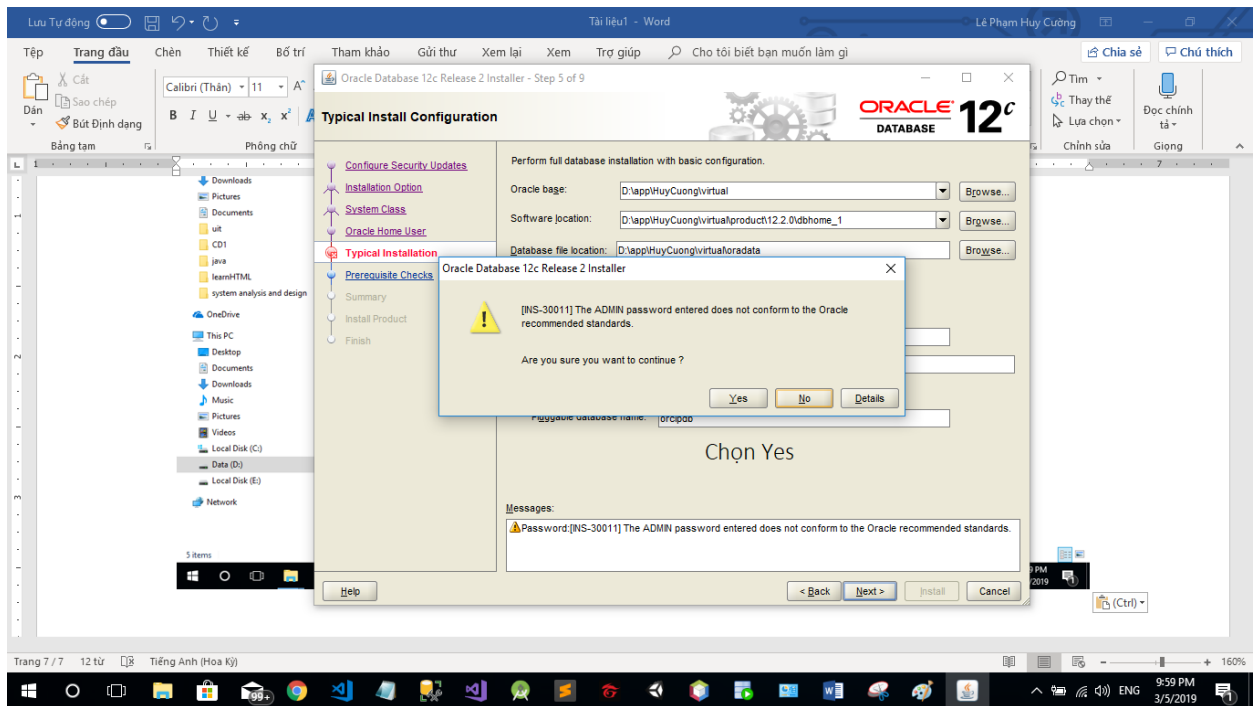 Lưu Tự động
Tài liệu1 - Word
Lê Phạm Huy Cường
Tệp Trang đầu Chèn Thiết kế Bố trí Tham khảo Gửi thư Xem lại Xem Trợ giúp Cho tôi biết bạn muốn làm gì Chia sẻ Chú thích
Dán
Cắt
Sao chép
Bút Định dạng
Bảng tạm
Calibri (Thân) 11
B I U ab x₂ x²
Phông chữ
Tìm
Thay thế
Lựa chọn
Chỉnh sửa
Đọc chính tả
Giọng
Downloads
Pictures
Documents
uit
CD1
java
learnHTML
system analysis and design
OneDrive
This PC
Desktop
Documents
Downloads
Music
Pictures
Videos
Local Disk (C:)
Data (D:)
Local Disk (E:)
Network
5 items
Oracle Database 12c Release 2 Installer - Step 5 of 9
Typical Install Configuration
ORACLE DATABASE 12c
Configure Security Updates
Installation Option
System Class
Oracle Home User
Typical Installation
Prerequisite Checks
Summary
Install Product
Finish
Perform full database installation with basic configuration.
Oracle base: D:\app\HuyCuong\virtual Browse...
Software location: D:\app\HuyCuong\virtual\product\12.2.0\dbhome_1 Browse...
Database file location: D:\app\HuyCuong\virtual\oradata Browse...
Oracle Database 12c Release 2 Installer
[INS-30011] The ADMIN password entered does not conform to the Oracle
recommended standards.
Are you sure you want to continue ?
Yes No Details
Pluggable database name: orclpdb
Chọn Yes
Messages:
Password:[INS-30011] The ADMIN password entered does not conform to the Oracle recommended standards.
Help < Back Next > Install Cancel
(Ctrl)
Trang 7 / 7 12 từ Tiếng Anh (Hoa Kỳ) 160%
99+
ENG
9:59 PM
3/5/2019